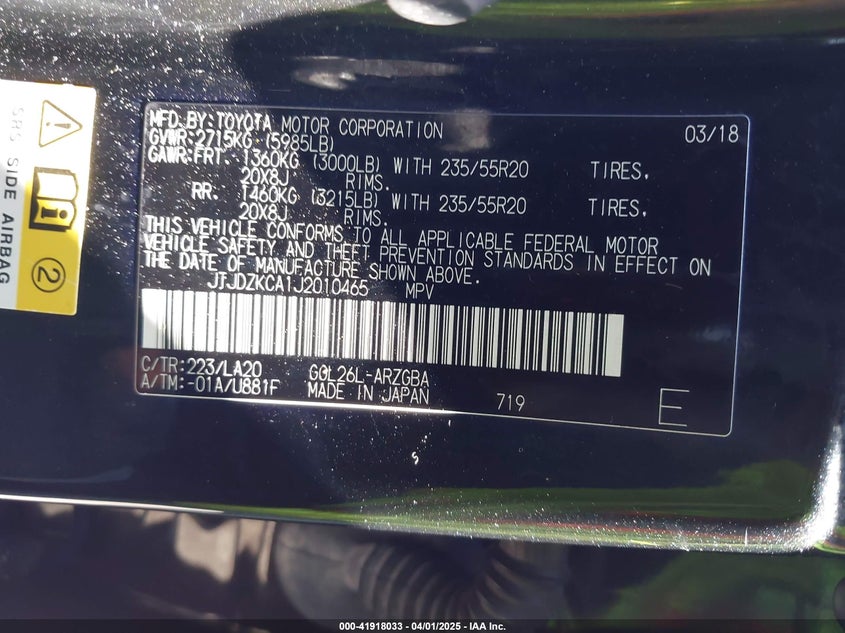 MFD.BY:TOYOTA MOTOR CORPORATION 03/18
GVWR:2715KG (5985LB)
GAWR:FRT. 1360KG (3000LB) WITH 235/55R20 TIRES,
20X8J RIMS.
RR. 1460KG (3215LB) WITH 235/55R20 TIRES,
20X8J RIMS.
THIS VEHICLE CONFORMS TO ALL APPLICABLE FEDERAL MOTOR
VEHICLE SAFETY AND THEFT PREVENTION STANDARDS IN EFFECT ON
THE DATE OF MANUFACTURE SHOWN ABOVE.
JTJDZKCA1J2010465 MPV
C/TR:223/LA20 GGL26L-ARZGBA
A/TM:-01A/U881F MADE IN JAPAN 719 E
SRS SIDE AIRBAG
2
000-41918033 - 04/01/2025 - IAA Inc.